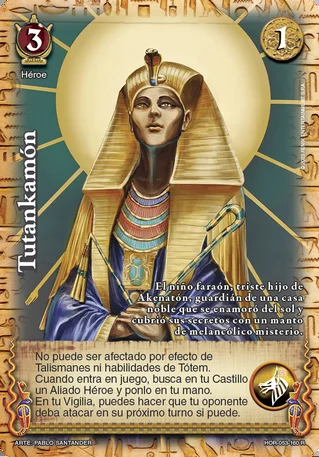 3
1
Héroe
Tutankamón
El niño faraón, triste hijo de
Akenatón, guardián de una casa
noble que se enamoró del sol y
cubrió sus secretos con un manto
de melancólico misterio.
No puede ser afectado por efecto de
Talismanes ni habilidades de Tótem.
Cuando entra en juego, busca en tu Castillo
un Aliado Héroe y ponlo en tu mano.
En tu Vigilia, puedes hacer que tu oponente
deba atacar en su próximo turno si puede.
ARTE: PABLO SANTANDER
HOR-053-160 R